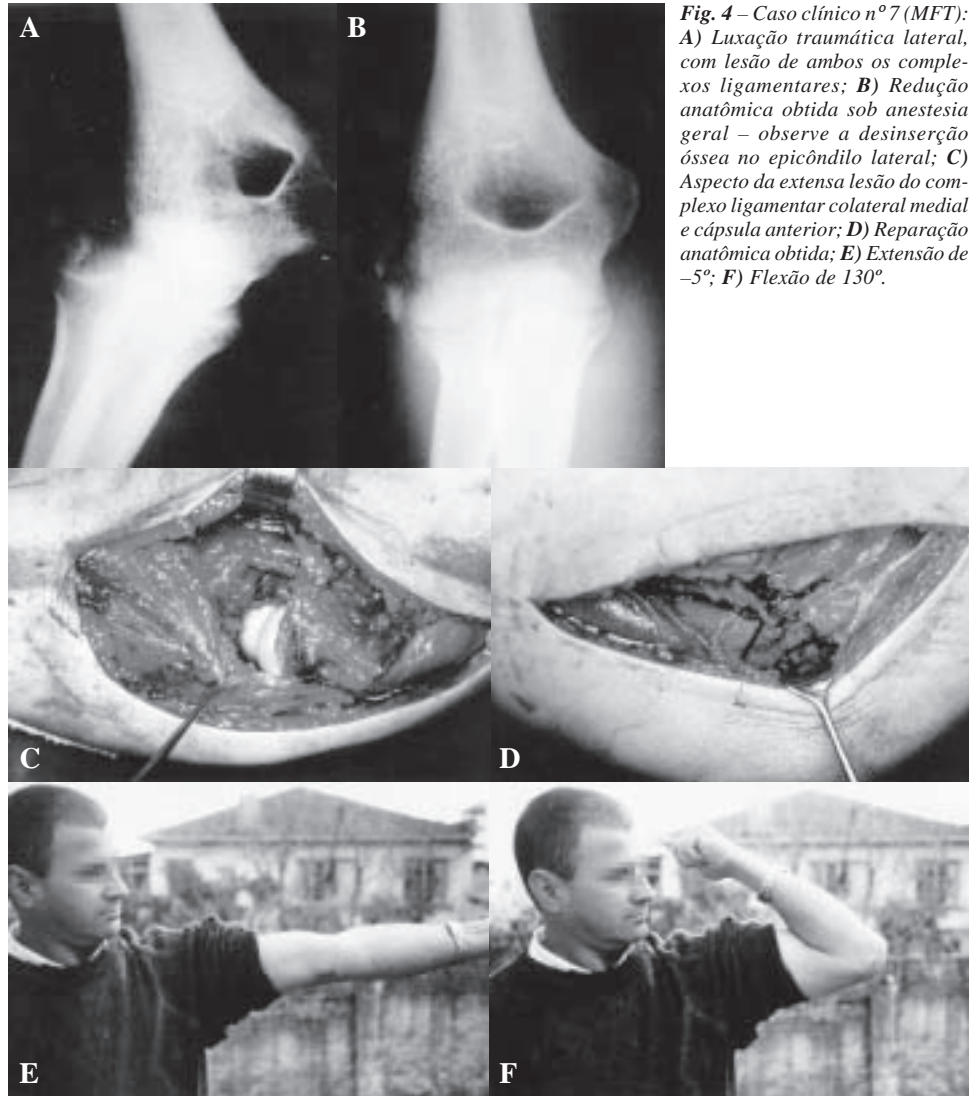 A
B
Fig. 4 – Caso clínico nº 7 (MFT):
A) Luxação traumática lateral,
com lesão de ambos os comple-
xos ligamentares; B) Redução
anatômica obtida sob anestesia
geral – observe a desinserção
óssea no epicôndilo lateral; C)
Aspecto da extensa lesão do com-
plexo ligamentar colateral medial
e cápsula anterior; D) Reparação
anatômica obtida; E) Extensão de
–5º; F) Flexão de 130º.
C
D
E
F